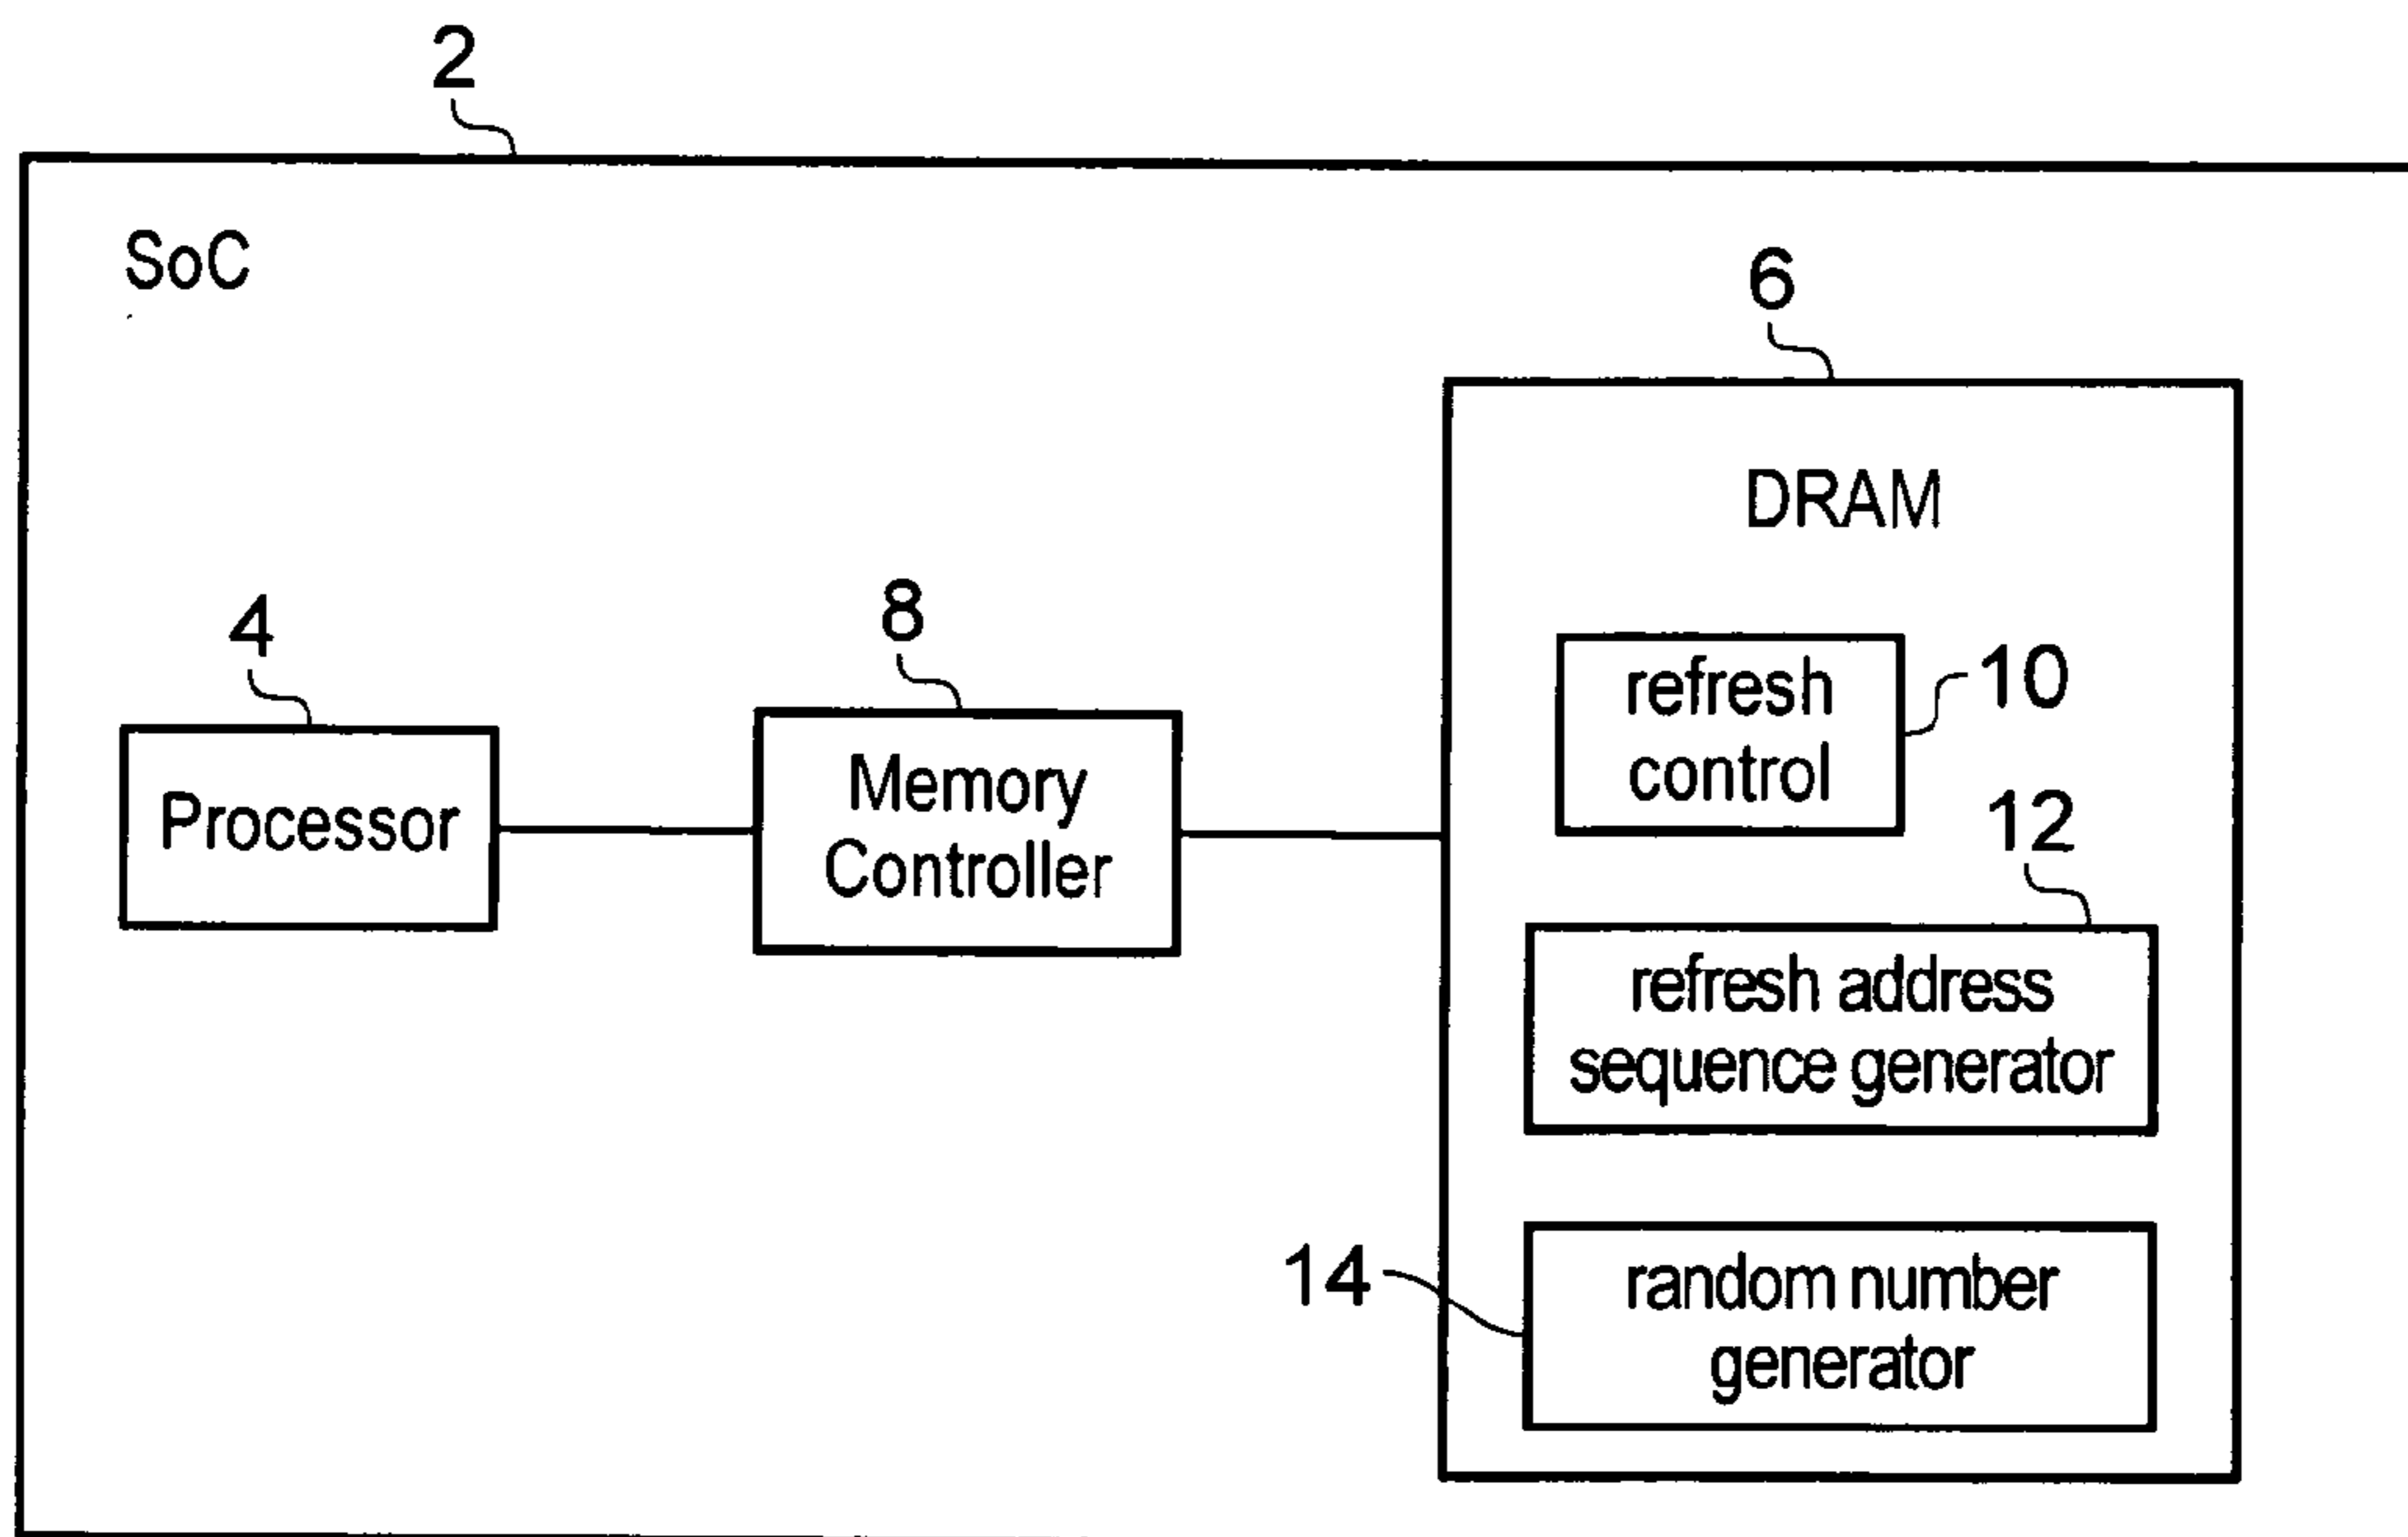 2
SoC
6
DRAM
4
Processor
8
Memory
Controller
refresh
control
10
12
refresh address
sequence generator
14
random number
generator